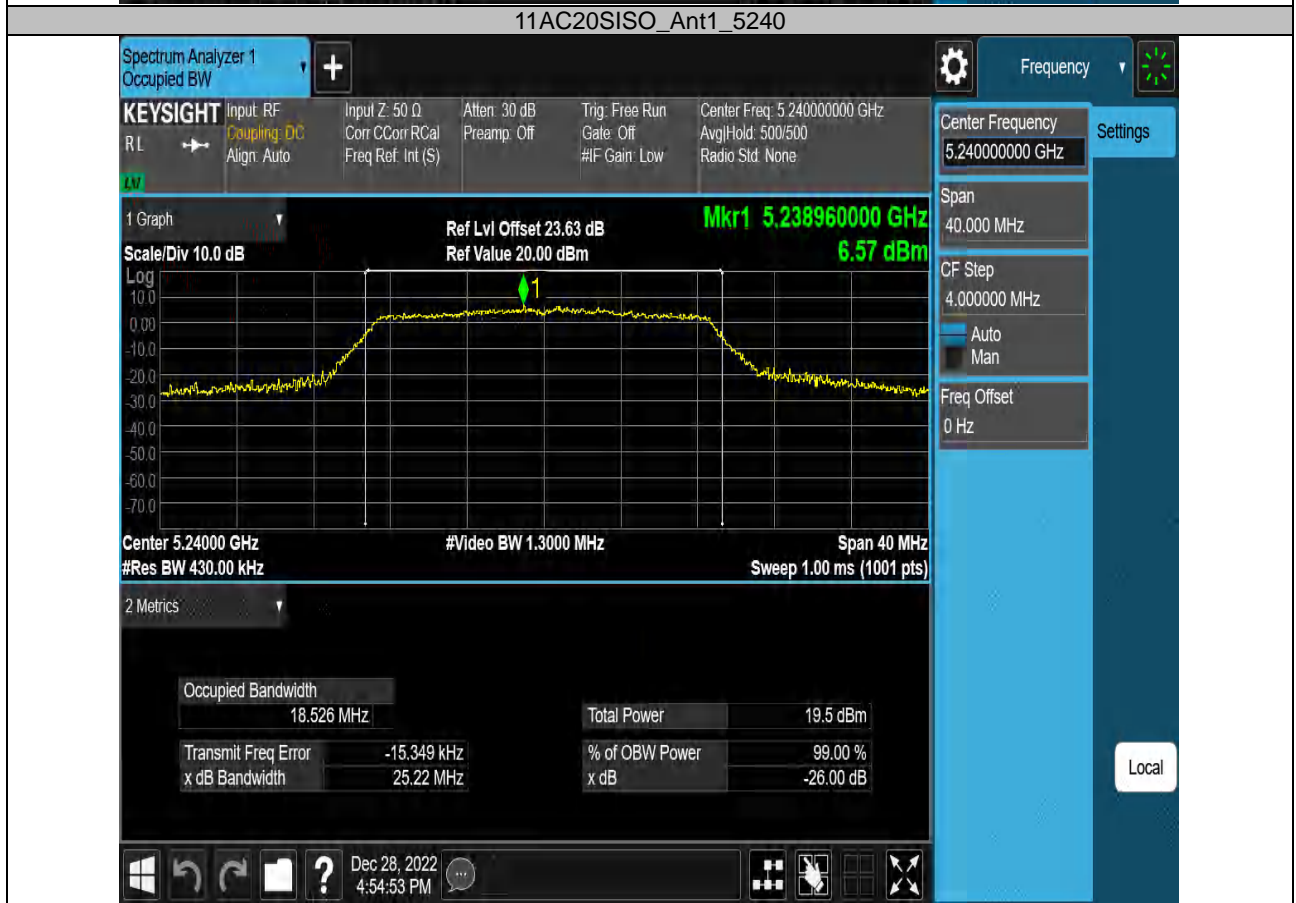 11AC20SISO_Ant1_5240
Spectrum Analyzer 1
Occupied BW
+
Frequency
KEYSIGHT
RL
LXI
Input: RF
Coupling: DC
Align: Auto
Input Z: 50 Ω
Corr CCorr RCal
Freq Ref: Int (S)
Atten: 30 dB
Preamp: Off
Trig: Free Run
Gate: Off
#IF Gain: Low
Center Freq: 5.240000000 GHz
Avg|Hold: 500/500
Radio Std: None
Center Frequency
5.240000000 GHz
Settings
Span
40.000 MHz
CF Step
4.000000 MHz
Auto
Man
Freq Offset
0 Hz
1 Graph
Scale/Div 10.0 dB
Ref Lvl Offset 23.63 dB
Ref Value 20.00 dBm
Mkr1 5.238960000 GHz
6.57 dBm
Log
10.0
0.00
-10.0
-20.0
-30.0
-40.0
-50.0
-60.0
-70.0
1
Center 5.24000 GHz
#Res BW 430.00 kHz
#Video BW 1.3000 MHz
Span 40 MHz
Sweep 1.00 ms (1001 pts)
2 Metrics
Occupied Bandwidth
18.526 MHz
Total Power 19.5 dBm
Transmit Freq Error -15.349 kHz
% of OBW Power 99.00 %
x dB Bandwidth 25.22 MHz
x dB -26.00 dB
Local
?
Dec 28, 2022
4:54:53 PM